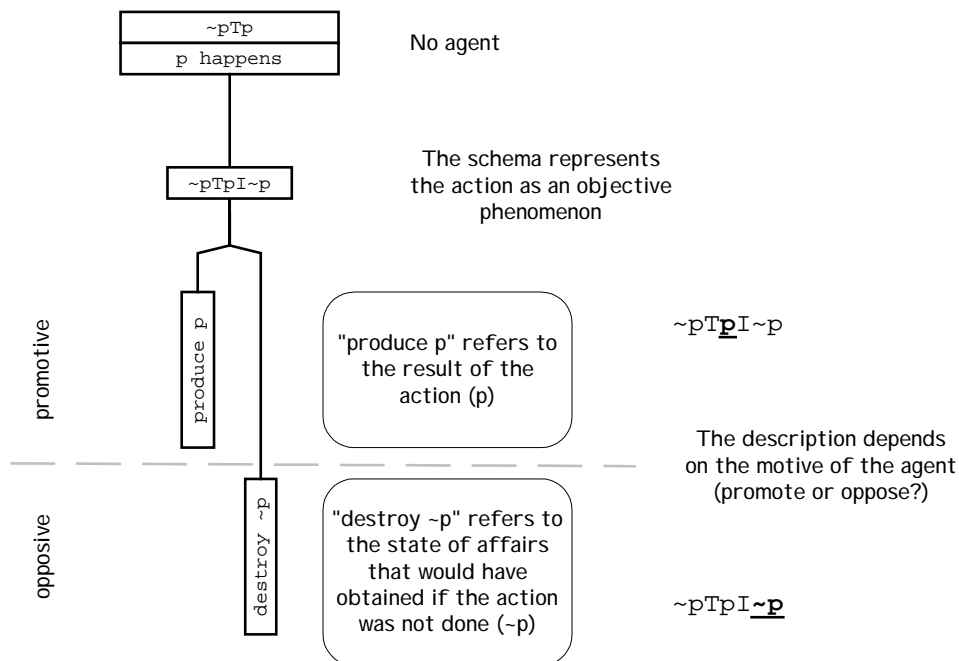 ~pTp
p happens
No agent
~pTpI~p
The schema represents
the action as an objective
phenomenon
promotive
produce p
"produce p" refers to
the result of the
action (p)
~pTpI~p
The description depends
on the motive of the agent
(promote or oppose?)
opposive
destroy ~p
"destroy ~p" refers to
the state of affairs
that would have
obtained if the action
was not done (~p)
~pTpI~p